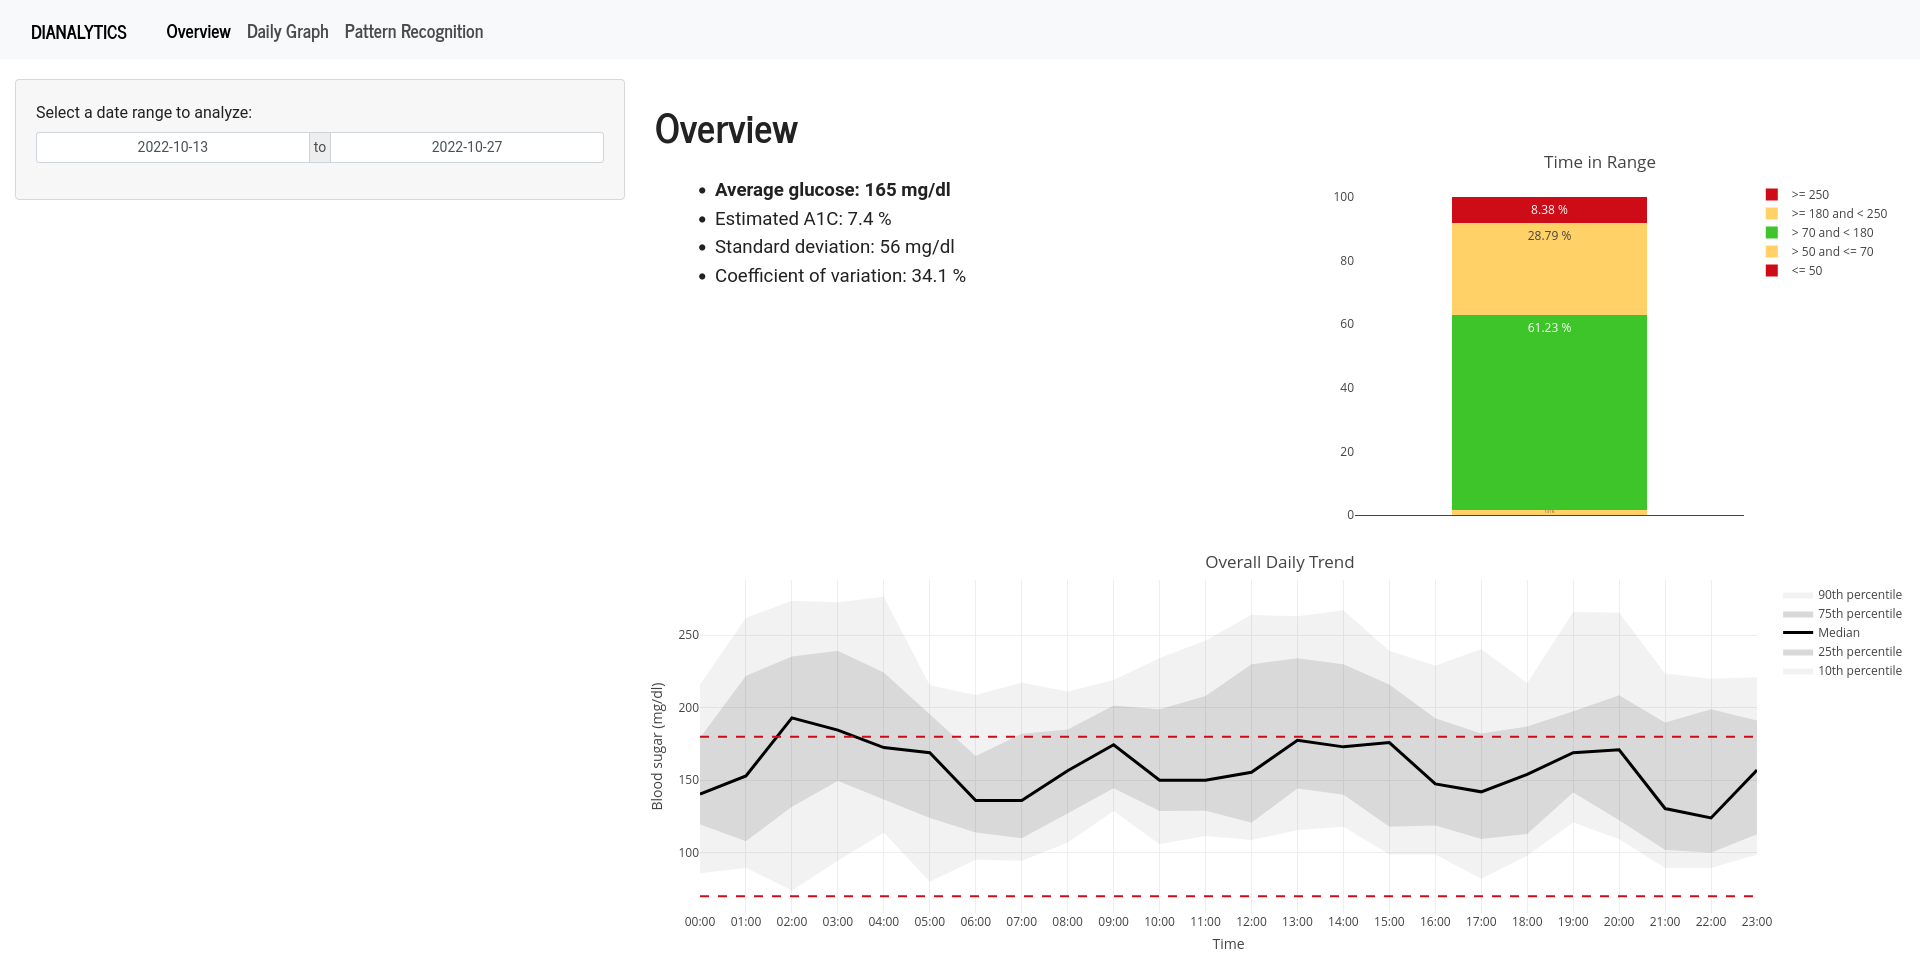 DIANALYTICS Overview Daily Graph Pattern Recognition
Select a date range to analyze:
2022-10-13 to 2022-10-27
Overview
Average glucose: 165 mg/dl
Estimated A1C: 7.4 %
Standard deviation: 56 mg/dl
Coefficient of variation: 34.1 %
Time in Range
100
80
60
40
20
0
8.38 %
28.79 %
61.23 %
>= 250
>= 180 and < 250
> 70 and < 180
> 50 and <= 70
<= 50
Overall Daily Trend
Blood sugar (mg/dl)
250
200
150
100
00:00 01:00 02:00 03:00 04:00 05:00 06:00 07:00 08:00 09:00 10:00 11:00 12:00 13:00 14:00 15:00 16:00 17:00 18:00 19:00 20:00 21:00 22:00 23:00
Time
90th percentile
75th percentile
Median
25th percentile
10th percentile